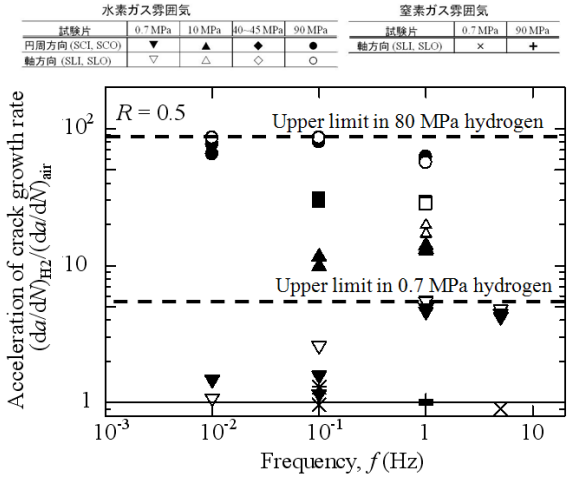 水素ガス雰囲気
試験片 0.7 MPa 10 MPa 40~45 MPa 90 MPa
円周方向 (SCI, SCO) ▼ ▲ ◆ ●
軸方向 (SLI, SLO) ▽ △ ◇ ○
窒素ガス雰囲気
試験片 0.7 MPa 90 MPa
軸方向 (SLI, SLO) × +
R = 0.5
Upper limit in 80 MPa hydrogen
Upper limit in 0.7 MPa hydrogen
Acceleration of crack growth rate
(da/dN)H2/(da/dN)air
10²
10
1
10⁻³ 10⁻² 10⁻¹ 1 10
Frequency, f (Hz)